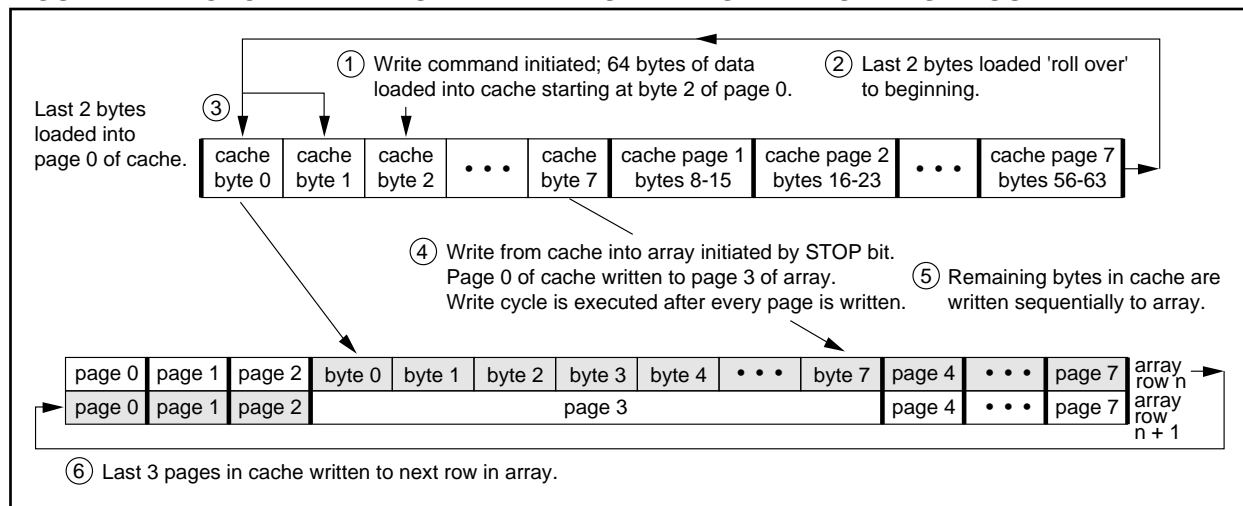 ① Write command initiated; 64 bytes of data
loaded into cache starting at byte 2 of page 0.
② Last 2 bytes loaded 'roll over'
to beginning.
③
Last 2 bytes
loaded into
page 0 of cache.
cache byte 0 cache byte 1 cache byte 2 • • • cache byte 7 cache page 1 bytes 8-15 cache page 2 bytes 16-23 • • • cache page 7 bytes 56-63
④ Write from cache into array initiated by STOP bit.
Page 0 of cache written to page 3 of array.
Write cycle is executed after every page is written.
⑤ Remaining bytes in cache are
written sequentially to array.
page 0 page 1 page 2 byte 0 byte 1 byte 2 byte 3 byte 4 • • • byte 7 page 4 • • • page 7 array row n
page 0 page 1 page 2 page 3 page 4 • • • page 7 array row n + 1
⑥ Last 3 pages in cache written to next row in array.